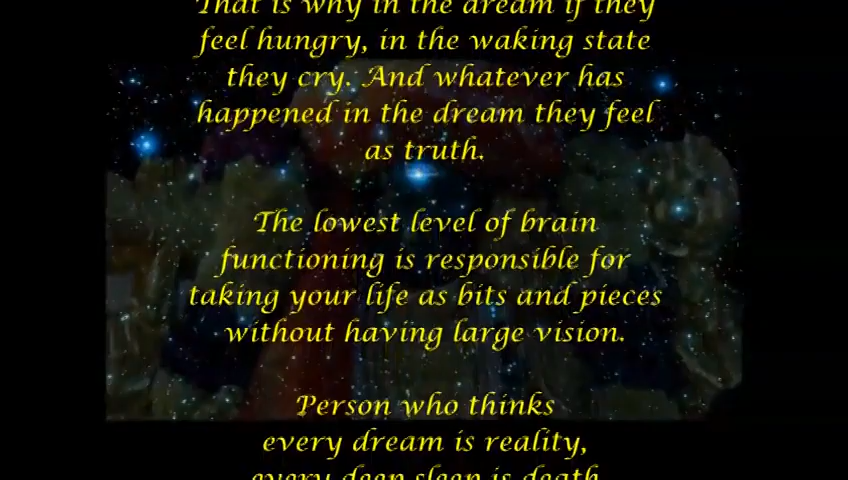 That is why in the dream if they
feel hungry, in the waking state
they cry. And whatever has
happened in the dream they feel
as truth.
The lowest level of brain
functioning is responsible for
taking your life as bits and pieces
without having large vision.
Person who thinks
every dream is reality,
every deep sleep is death